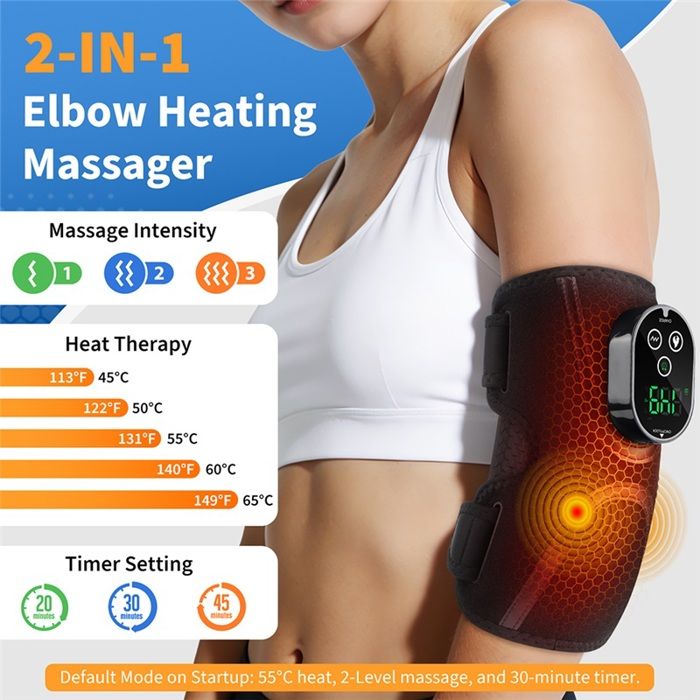 2-IN-1
Elbow Heating
Massager
Massage Intensity
1 2 3
Heat Therapy
113°F 45°C
122°F 50°C
131°F 55°C
140°F 60°C
149°F 65°C
Timer Setting
20 minutes 30 minutes 45 minutes
Default Mode on Startup: 55°C heat, 2-Level massage, and 30-minute timer.